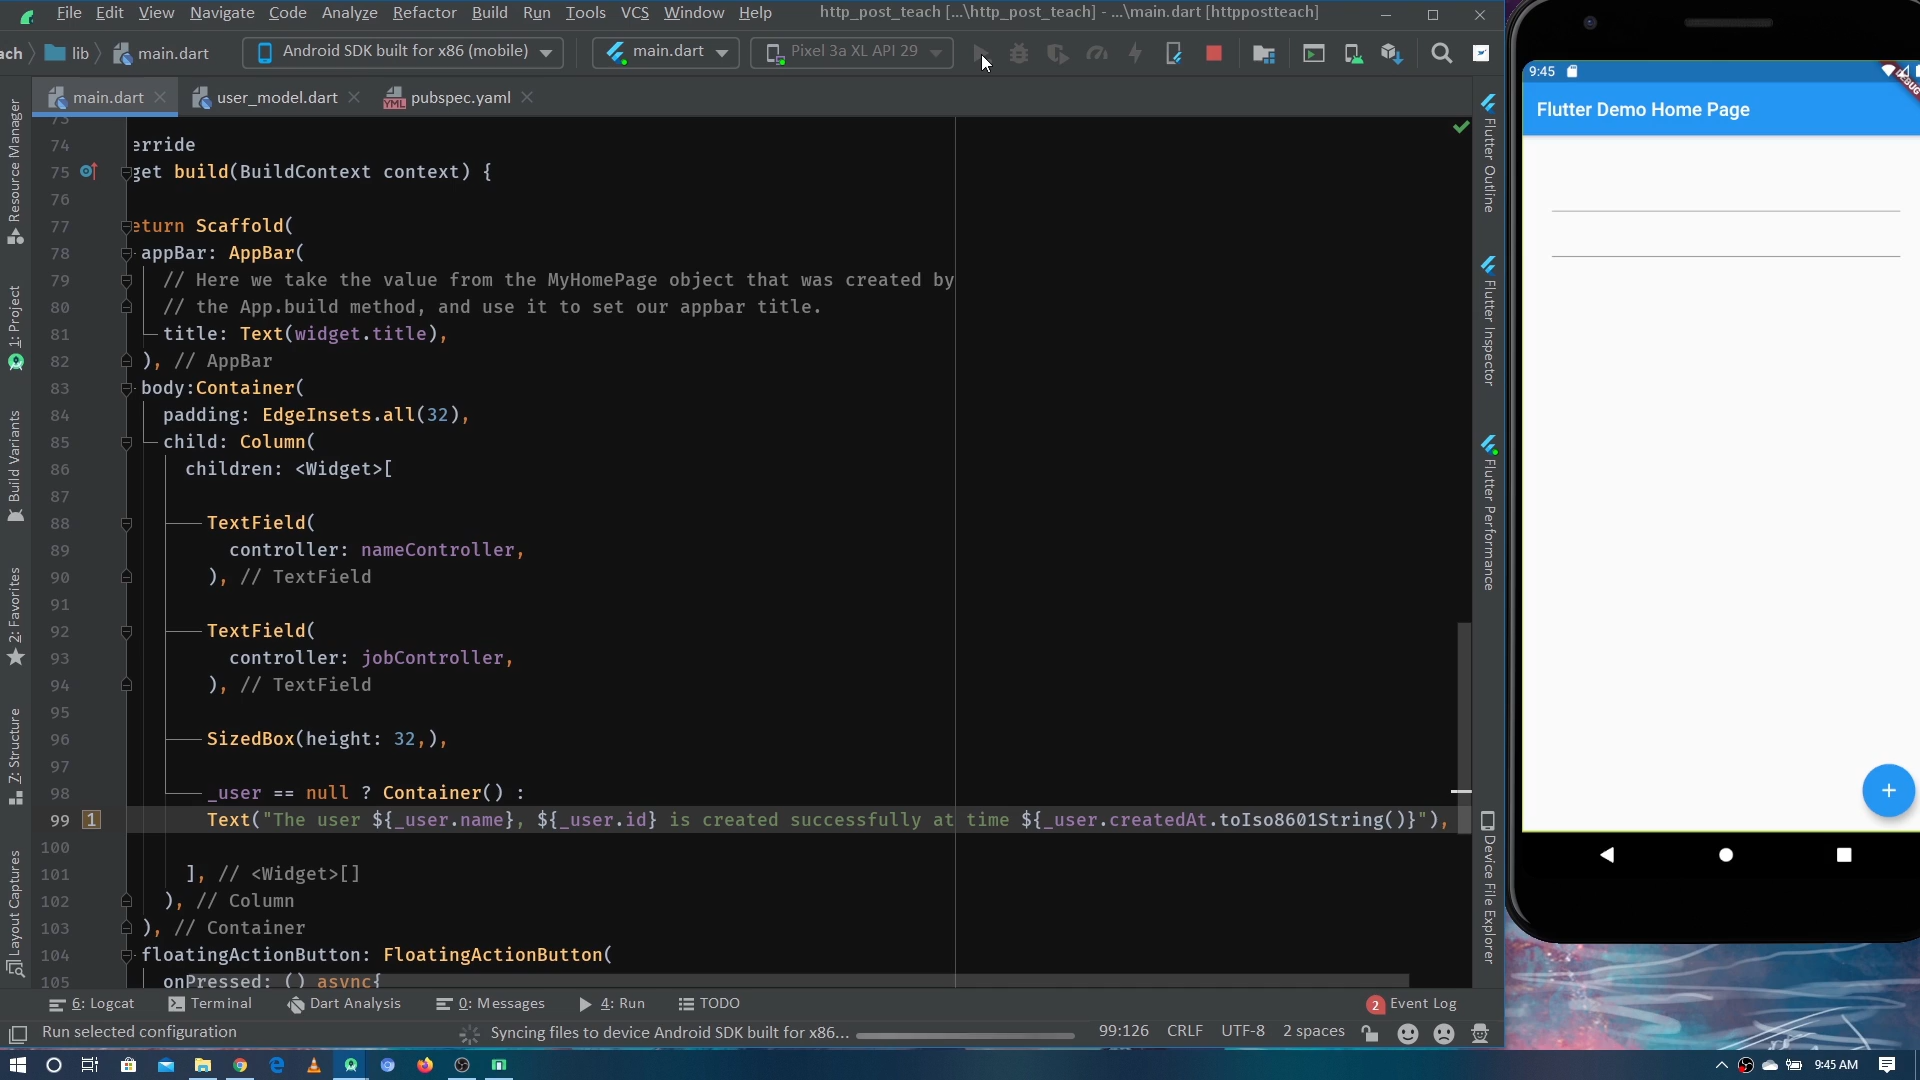 File Edit View Navigate Code Analyze Refactor Build Run Tools VCS Window Help http_post_teach [...\http_post_teach] - ...\main.dart [httppostteach]
ach lib main.dart Android SDK built for x86 (mobile) main.dart Pixel 3a XL API 29
main.dart user_model.dart YML pubspec.yaml
73
74 erride
75 get build(BuildContext context) {
76
77 eturn Scaffold(
78 appBar: AppBar(
79 // Here we take the value from the MyHomePage object that was created by
80 // the App.build method, and use it to set our appbar title.
81 title: Text(widget.title),
82 ), // AppBar
83 body:Container(
84 padding: EdgeInsets.all(32),
85 child: Column(
86 children: <Widget>[
87
88 TextField(
89 controller: nameController,
90 ), // TextField
91
92 TextField(
93 controller: jobController,
94 ), // TextField
95
96 SizedBox(height: 32,),
97
98 _user == null ? Container() :
99 1 Text("The user ${_user.name}, ${_user.id} is created successfully at time ${_user.createdAt.toIso8601String()}"),
100
101 ], // <Widget>[]
102 ), // Column
103 ), // Container
104 floatingActionButton: FloatingActionButton(
105 onPressed: () async{
Resource Manager
1: Project
Build Variants
2: Favorites
7: Structure
Layout Captures
Flutter Outline
Flutter Inspector
Flutter Performance
Device File Explorer
6: Logcat Terminal Dart Analysis 0: Messages 4: Run TODO 2 Event Log
Run selected configuration Syncing files to device Android SDK built for x86... 99:126 CRLF UTF-8 2 spaces
9:45
DEBUG
Flutter Demo Home Page
9:45 AM